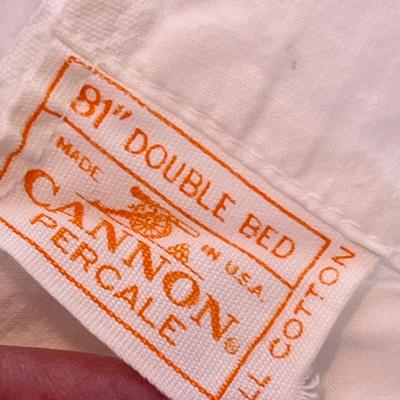 81" DOUBLE BED
MADE IN U.S.A.
CANNON®
PERCALE
COTTON